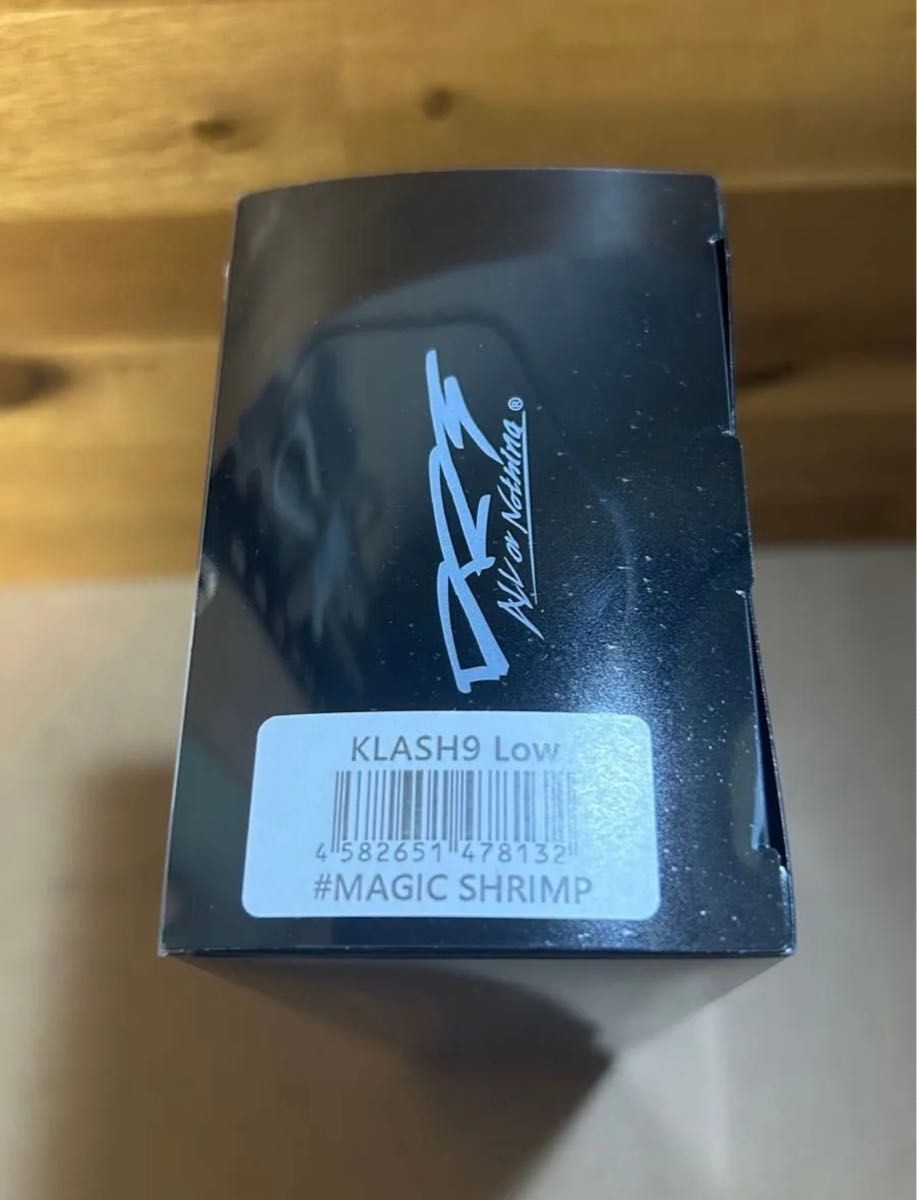 DRT
All or Nothing®
KLASH9 Low
4 582651 478132
#MAGIC SHRIMP